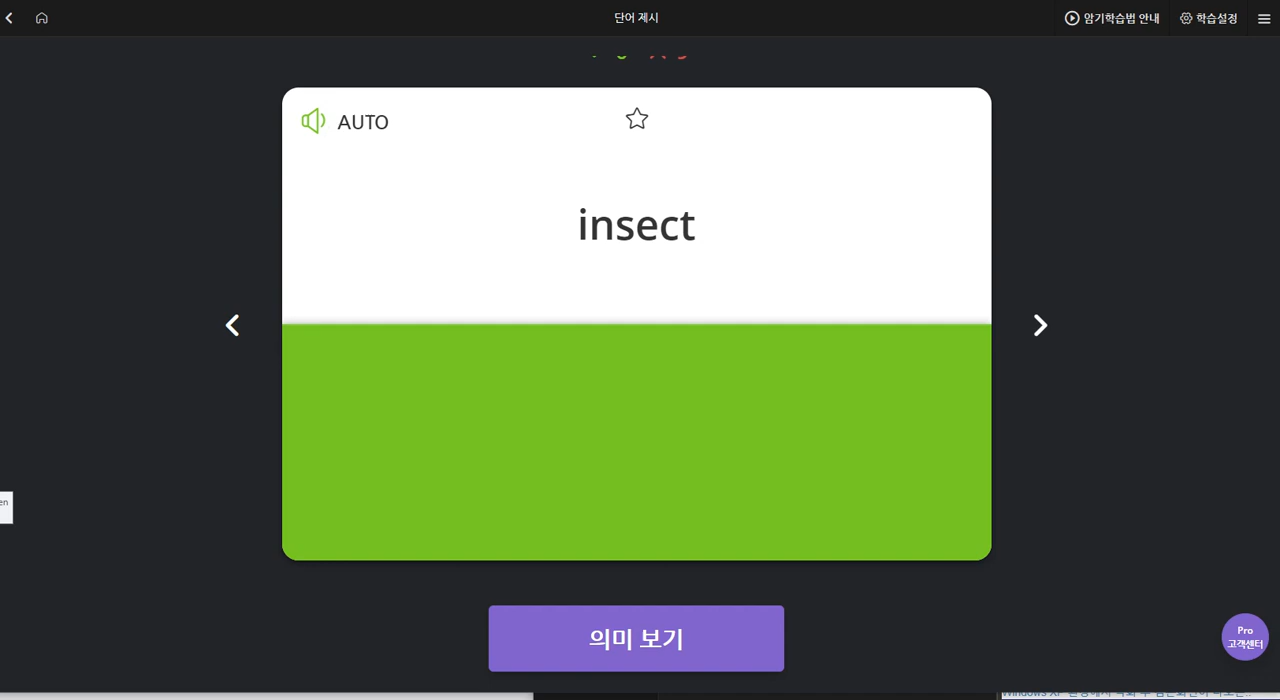 단어 제시
암기학습법 안내
학습설정
AUTO
insect
en
의미 보기
Pro
고객센터